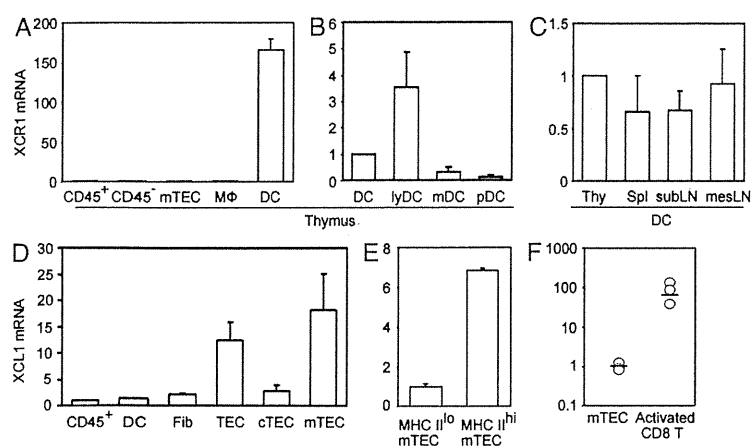 A
XCR1 mRNA
200
150
100
50
0
CD45+ CD45- mTEC MΦ DC
B
6
5
4
3
2
1
0
DC lyDC mDC pDC
Thymus
C
1.5
1
0.5
0
Thy Spl subLN mesLN
DC
D
XCL1 mRNA
30
25
20
15
10
5
0
CD45+ DC Fib TEC cTEC mTEC
E
8
6
4
2
0
MHC IIlo MHC IIhi
mTEC mTEC
F
1000
100
10
1
0.1
mTEC Activated
CD8 T